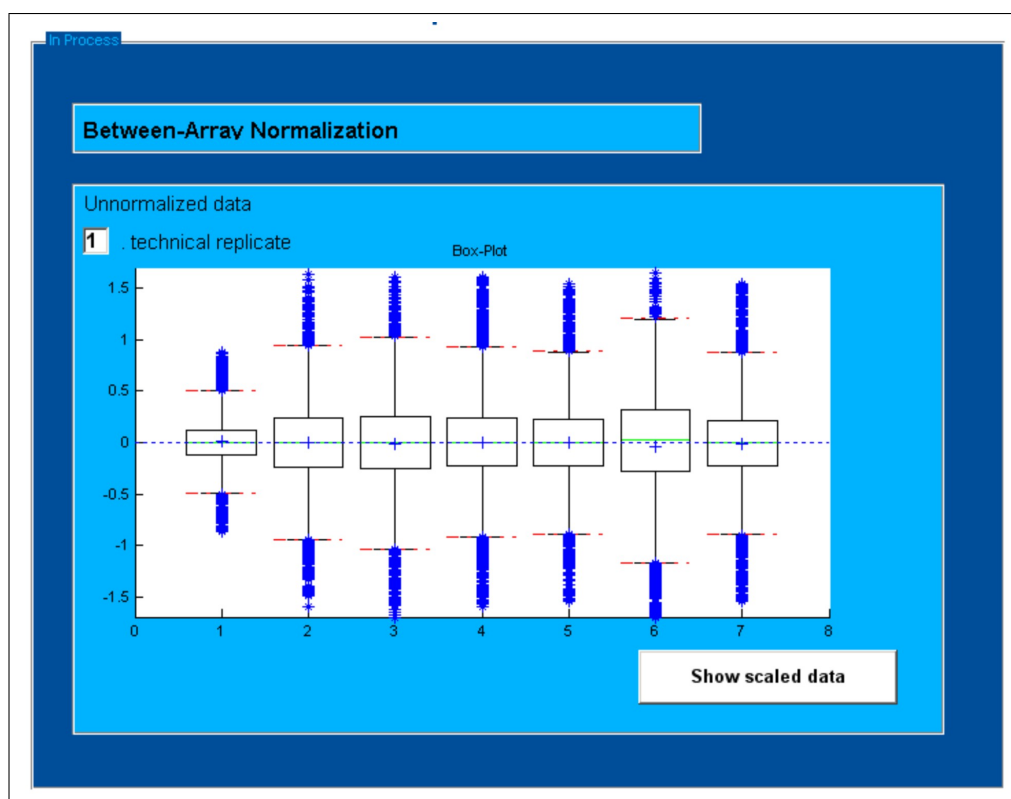 In Process
Between-Array Normalization
Unnormalized data
1 . technical replicate
Box-Plot
1.5
1
0.5
0
-0.5
-1
-1.5
0 1 2 3 4 5 6 7 8
Show scaled data